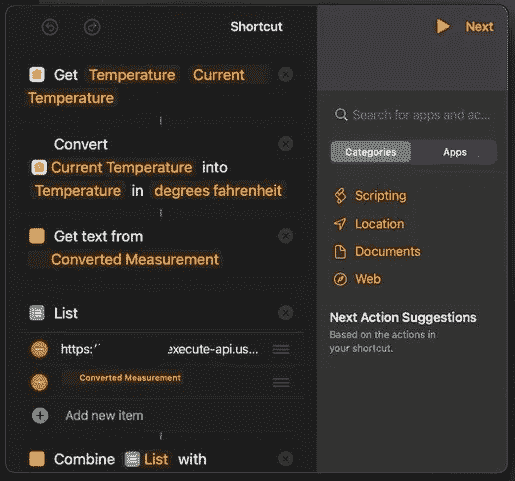 Shortcut
Next
Get Temperature Current
Temperature
Convert
Current Temperature into
Temperature in degrees fahrenheit
Get text from
Converted Measurement
List
https:' execute-api.us...
Converted Measurement
Add new item
Combine List with
Search for apps and ac...
Categories Apps
Scripting
Location
Documents
Web
Next Action Suggestions
Based on the actions in
your shortcut.